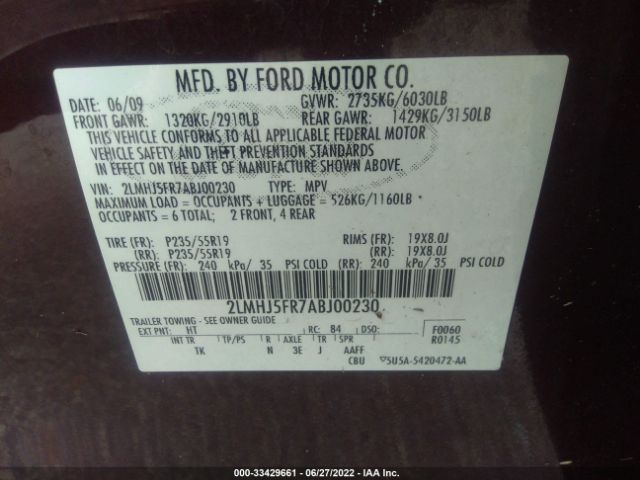 MFD. BY FORD MOTOR CO.
DATE: 06/09 GVWR: 2735KG/6030LB
FRONT GAWR: 1320KG/2910LB REAR GAWR: 1429KG/3150LB
THIS VEHICLE CONFORMS TO ALL APPLICABLE FEDERAL MOTOR
VEHICLE SAFETY AND THEFT PREVENTION STANDARDS
IN EFFECT ON THE DATE OF MANUFACTURE SHOWN ABOVE.
VIN: 2LMHJ5FR7ABJ00230 TYPE: MPV
MAXIMUM LOAD = OCCUPANTS + LUGGAGE = 526KG/1160LB
OCCUPANTS = 6 TOTAL; 2 FRONT, 4 REAR
TIRE (FR): P235/55R19 RIMS (FR): 19X8.0J
(RR): P235/55R19 (RR): 19X8.0J
PRESSURE (FR): 240 kPa/ 35 PSI COLD (RR): 240 kPa/ 35 PSI COLD
2LMHJ5FR7ABJ00230
TRAILER TOWING - SEE OWNER GUIDE
EXT PNT: HT RC: 84 DSO: F0060
INT TR TP/PS R AXLE TR SPR R0145
TK N 3E J AAFF
CBU 5U5A-5420472-AA
000- 33429661 - 06/27/2022 - IAA Inc.